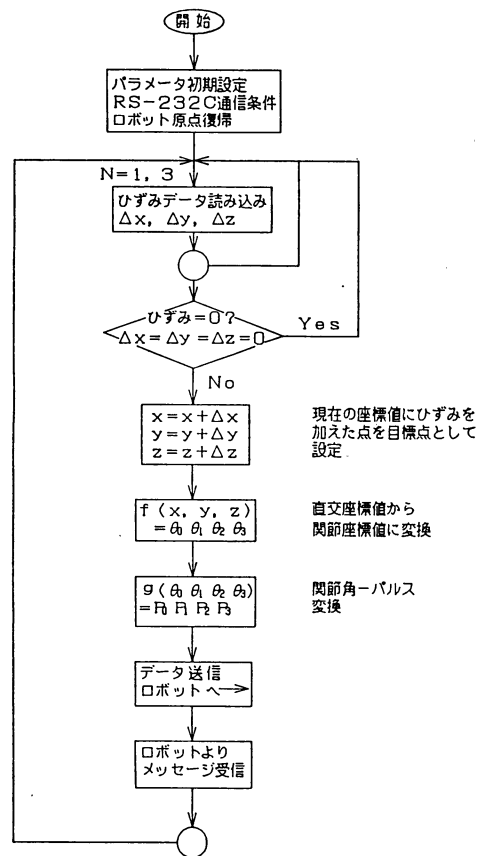 開始
パラメータ初期設定
RS-232C通信条件
ロボット原点復帰
N=1, 3
ひずみデータ読み込み
Δx, Δy, Δz
ひずみ=0?
Δx=Δy=Δz=0
Yes
No
x=x+Δx
y=y+Δy
z=z+Δz
現在の座標値にひずみを
加えた点を目標点として
設定
f(x, y, z)
=θ₀ θ₁ θ₂ θ₃
直交座標値から
関節座標値に変換
g(θ₀ θ₁ θ₂ θ₃)
=P₀ P₁ P₂ P₃
関節角-パルス
変換
データ送信
ロボットへ→
ロボットより
メッセージ受信